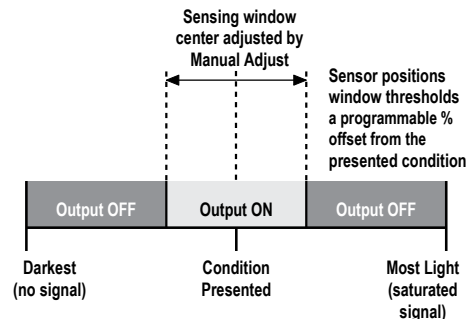 Sensing window
center adjusted by
Manual Adjust
Sensor positions
window thresholds
a programmable %
offset from the
presented condition
Output OFF
Output ON
Output OFF
Darkest
(no signal)
Condition
Presented
Most Light
(saturated
signal)